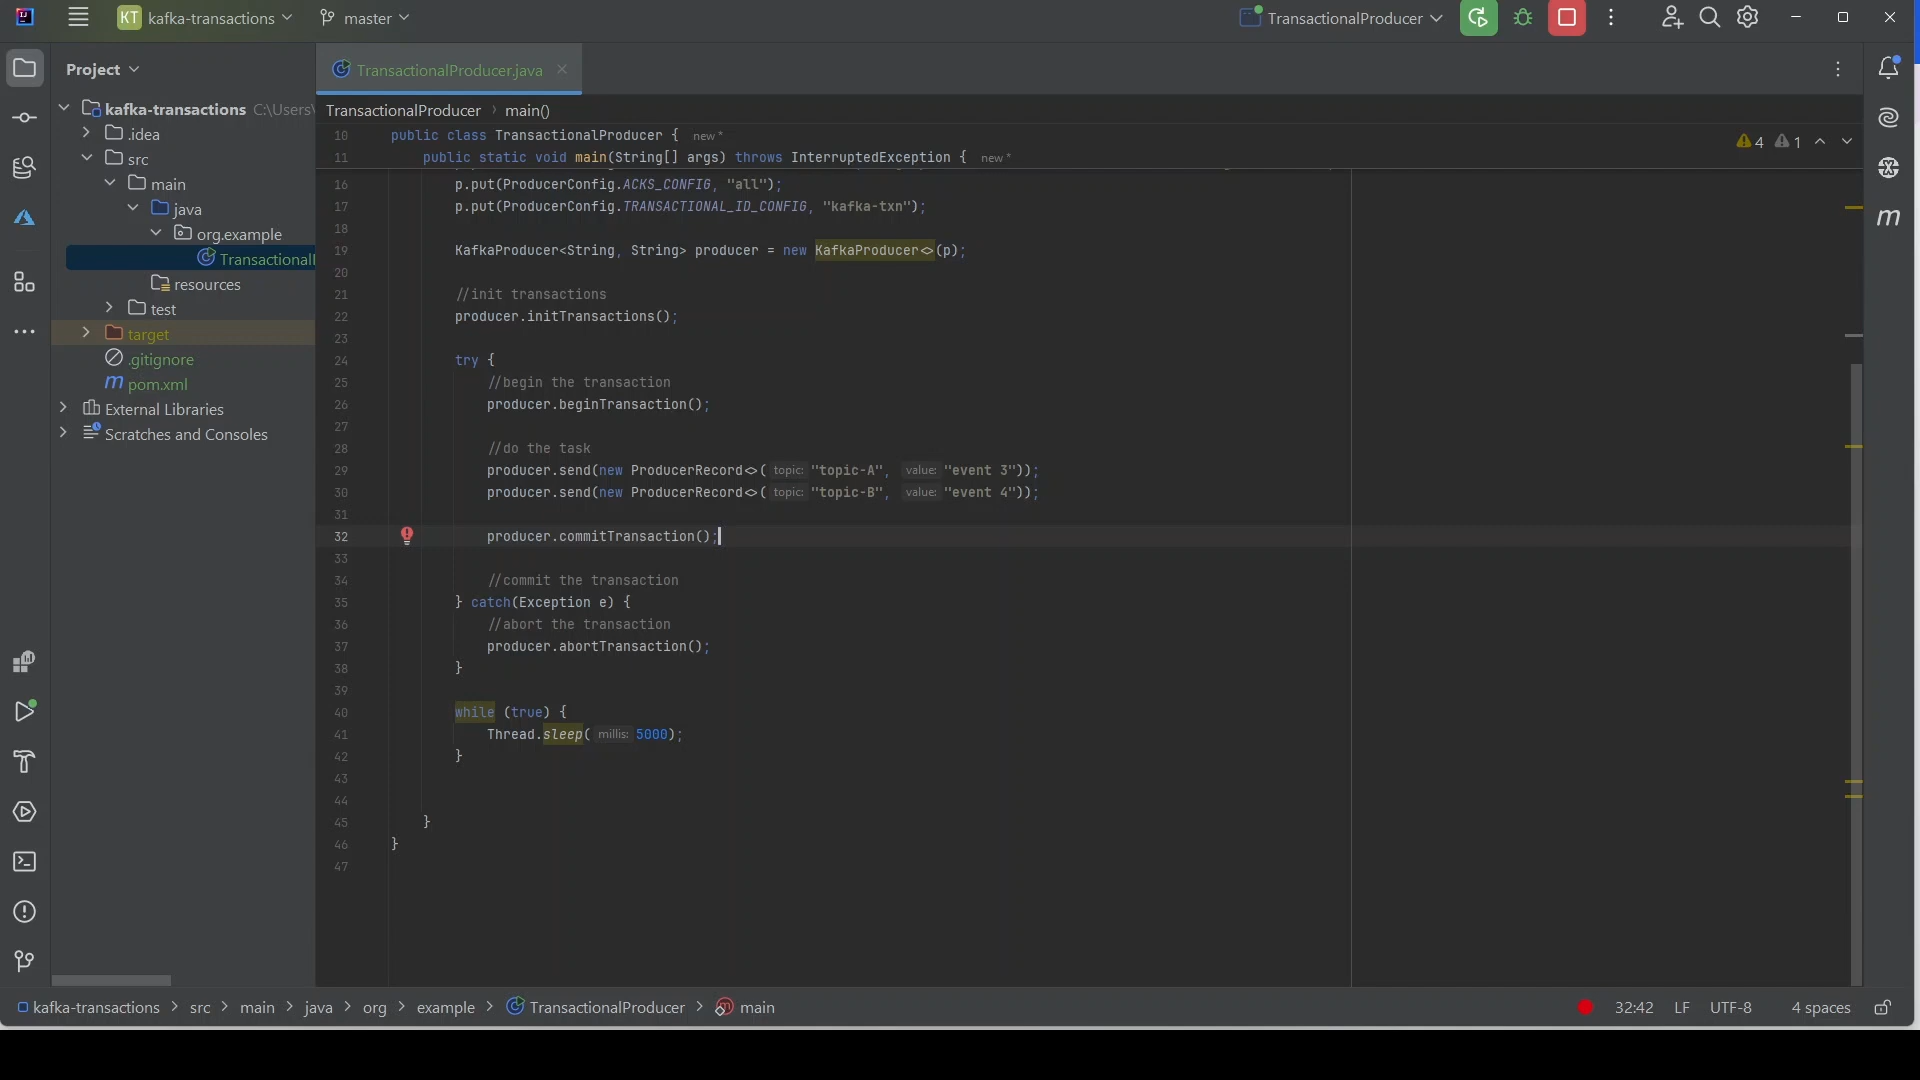 KT kafka-transactions master TransactionalProducer
Project
TransactionalProducer.java
kafka-transactions C:\Users\
.idea
src
main
java
org.example
Transactional
resources
test
target
.gitignore
m pom.xml
External Libraries
Scratches and Consoles
TransactionalProducer main()
4 1
m
10 public class TransactionalProducer { new *
11 public static void main(String[] args) throws InterruptedException { new *
16 p.put(ProducerConfig.ACKS_CONFIG, "all");
17 p.put(ProducerConfig.TRANSACTIONAL_ID_CONFIG, "kafka-txn");
18
19 KafkaProducer<String, String> producer = new KafkaProducer<>(p);
20
21 //init transactions
22 producer.initTransactions();
23
24 try {
25 //begin the transaction
26 producer.beginTransaction();
27
28 //do the task
29 producer.send(new ProducerRecord<>( topic: "topic-A", value: "event 3"));
30 producer.send(new ProducerRecord<>( topic: "topic-B", value: "event 4"));
31
32 producer.commitTransaction();
33
34 //commit the transaction
35 } catch(Exception e) {
36 //abort the transaction
37 producer.abortTransaction();
38 }
39
40 while (true) {
41 Thread.sleep( millis: 5000);
42 }
43
44
45 }
46 }
47
kafka-transactions > src > main > java > org > example > TransactionalProducer > m main
32:42 LF UTF-8 4 spaces